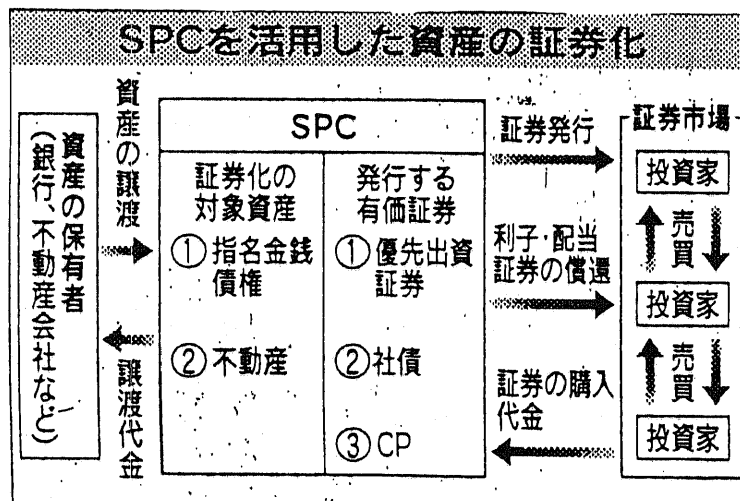 SPCを活用した資産の証券化
資産の保有者
(銀行、不動産会社など)
資産の譲渡
譲渡代金
SPC
証券化の
対象資産
①指名金銭
債権
②不動産
発行する
有価証券
①優先出資
証券
②社債
③CP
証券発行
利子・配当
証券の償還
証券の購入
代金
証券市場
投資家
売買
投資家
売買
投資家